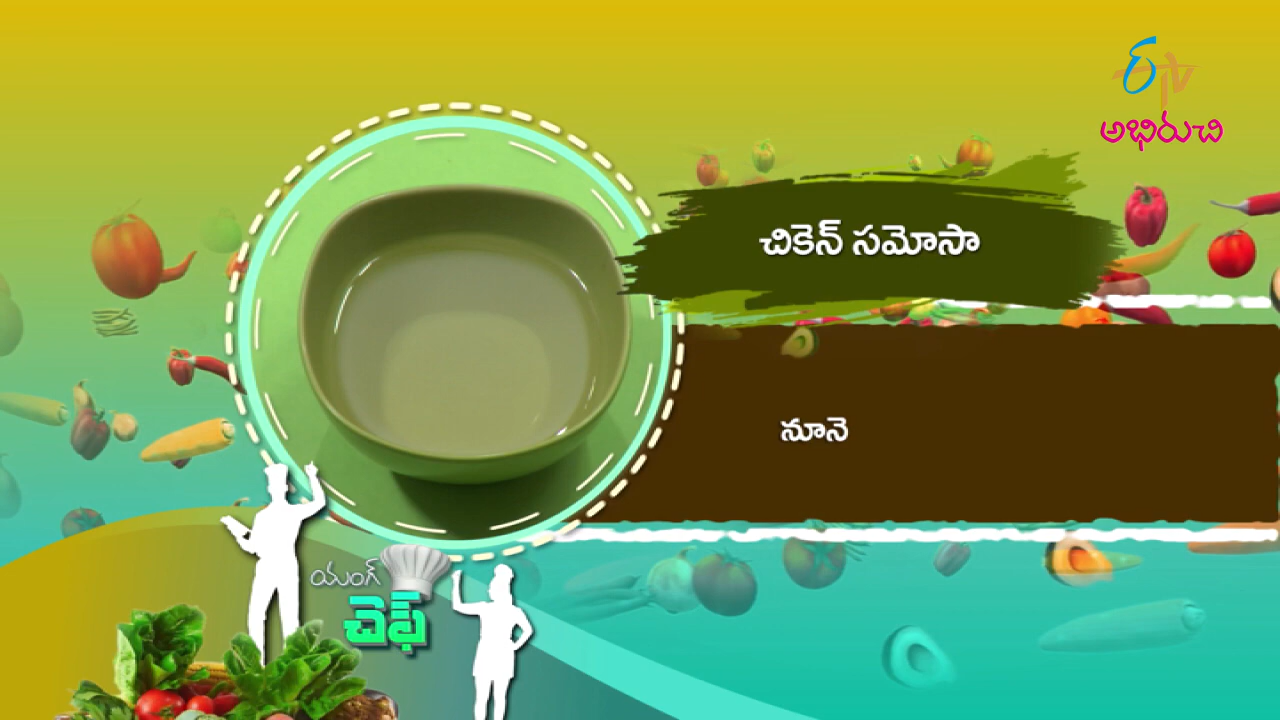 ETV
అభిరుచి
చికెన్ సమోసా
నూనె
యంగ్
చెఫ్